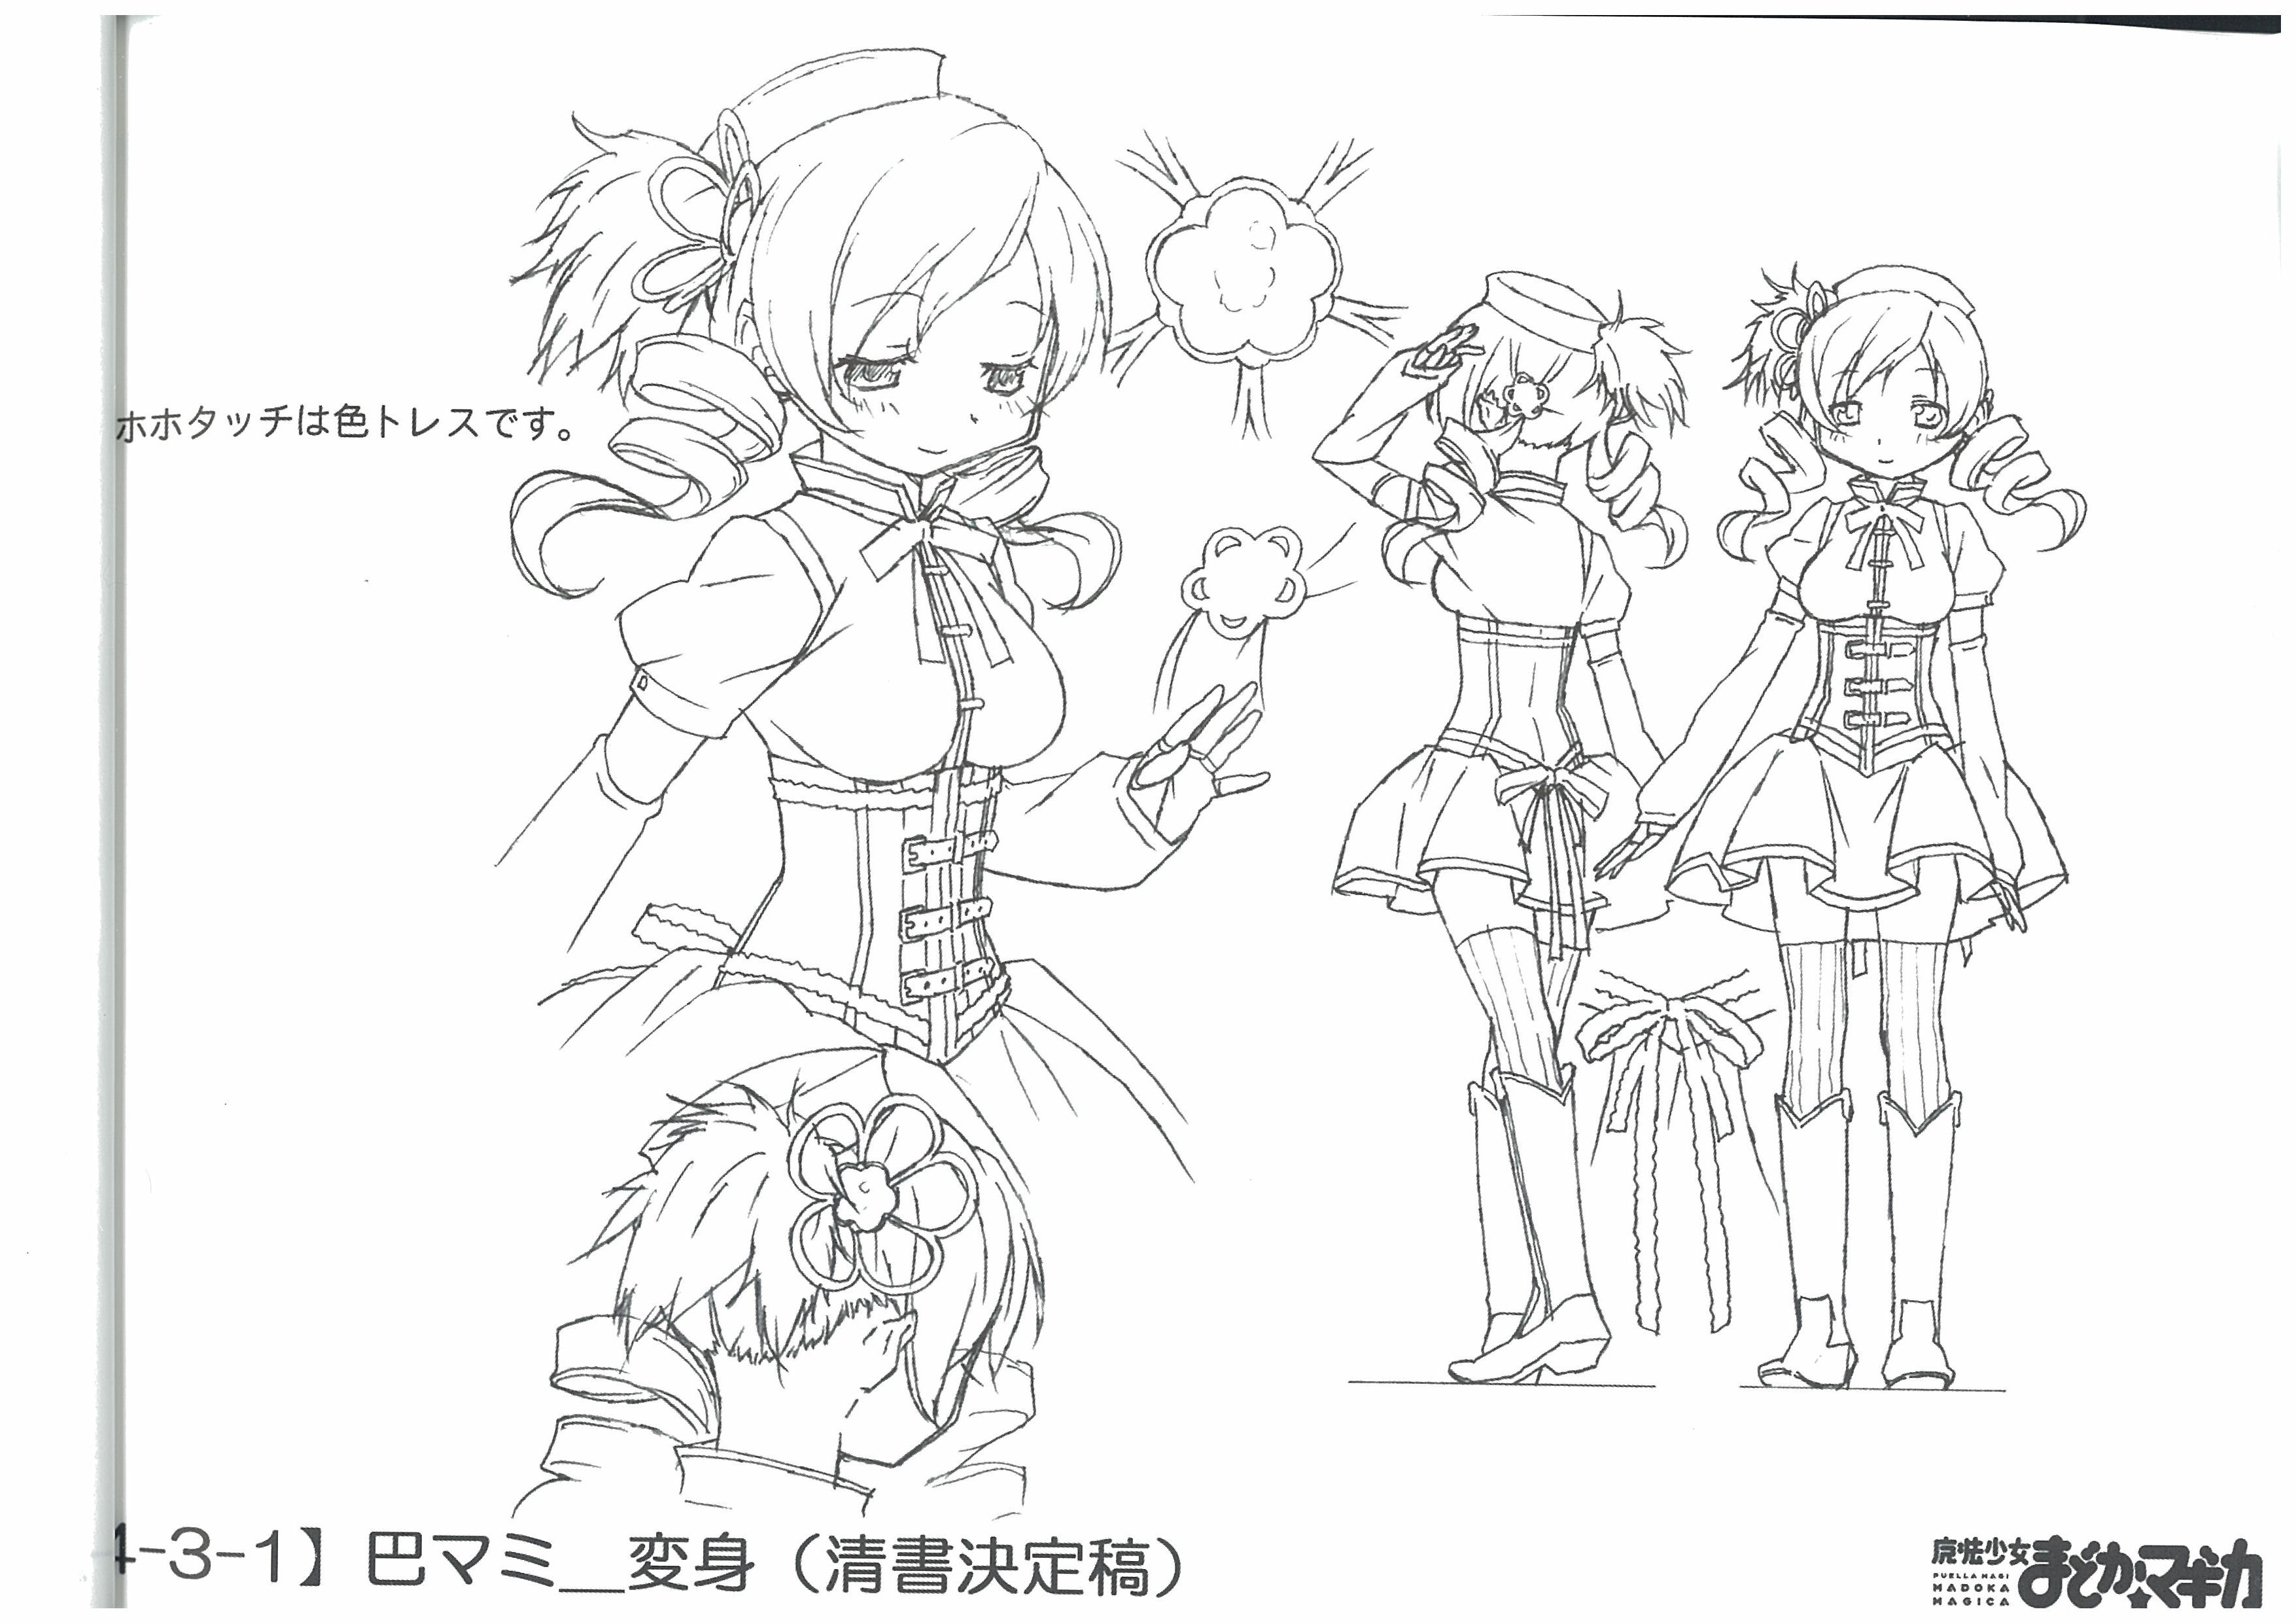 ホホタッチは色トレスです。
4-3-1】 巴マミ＿変身（清書決定稿）
魔法少女
まどか☆マギカ
PUELLA MAGI
MADOKA
MAGICA